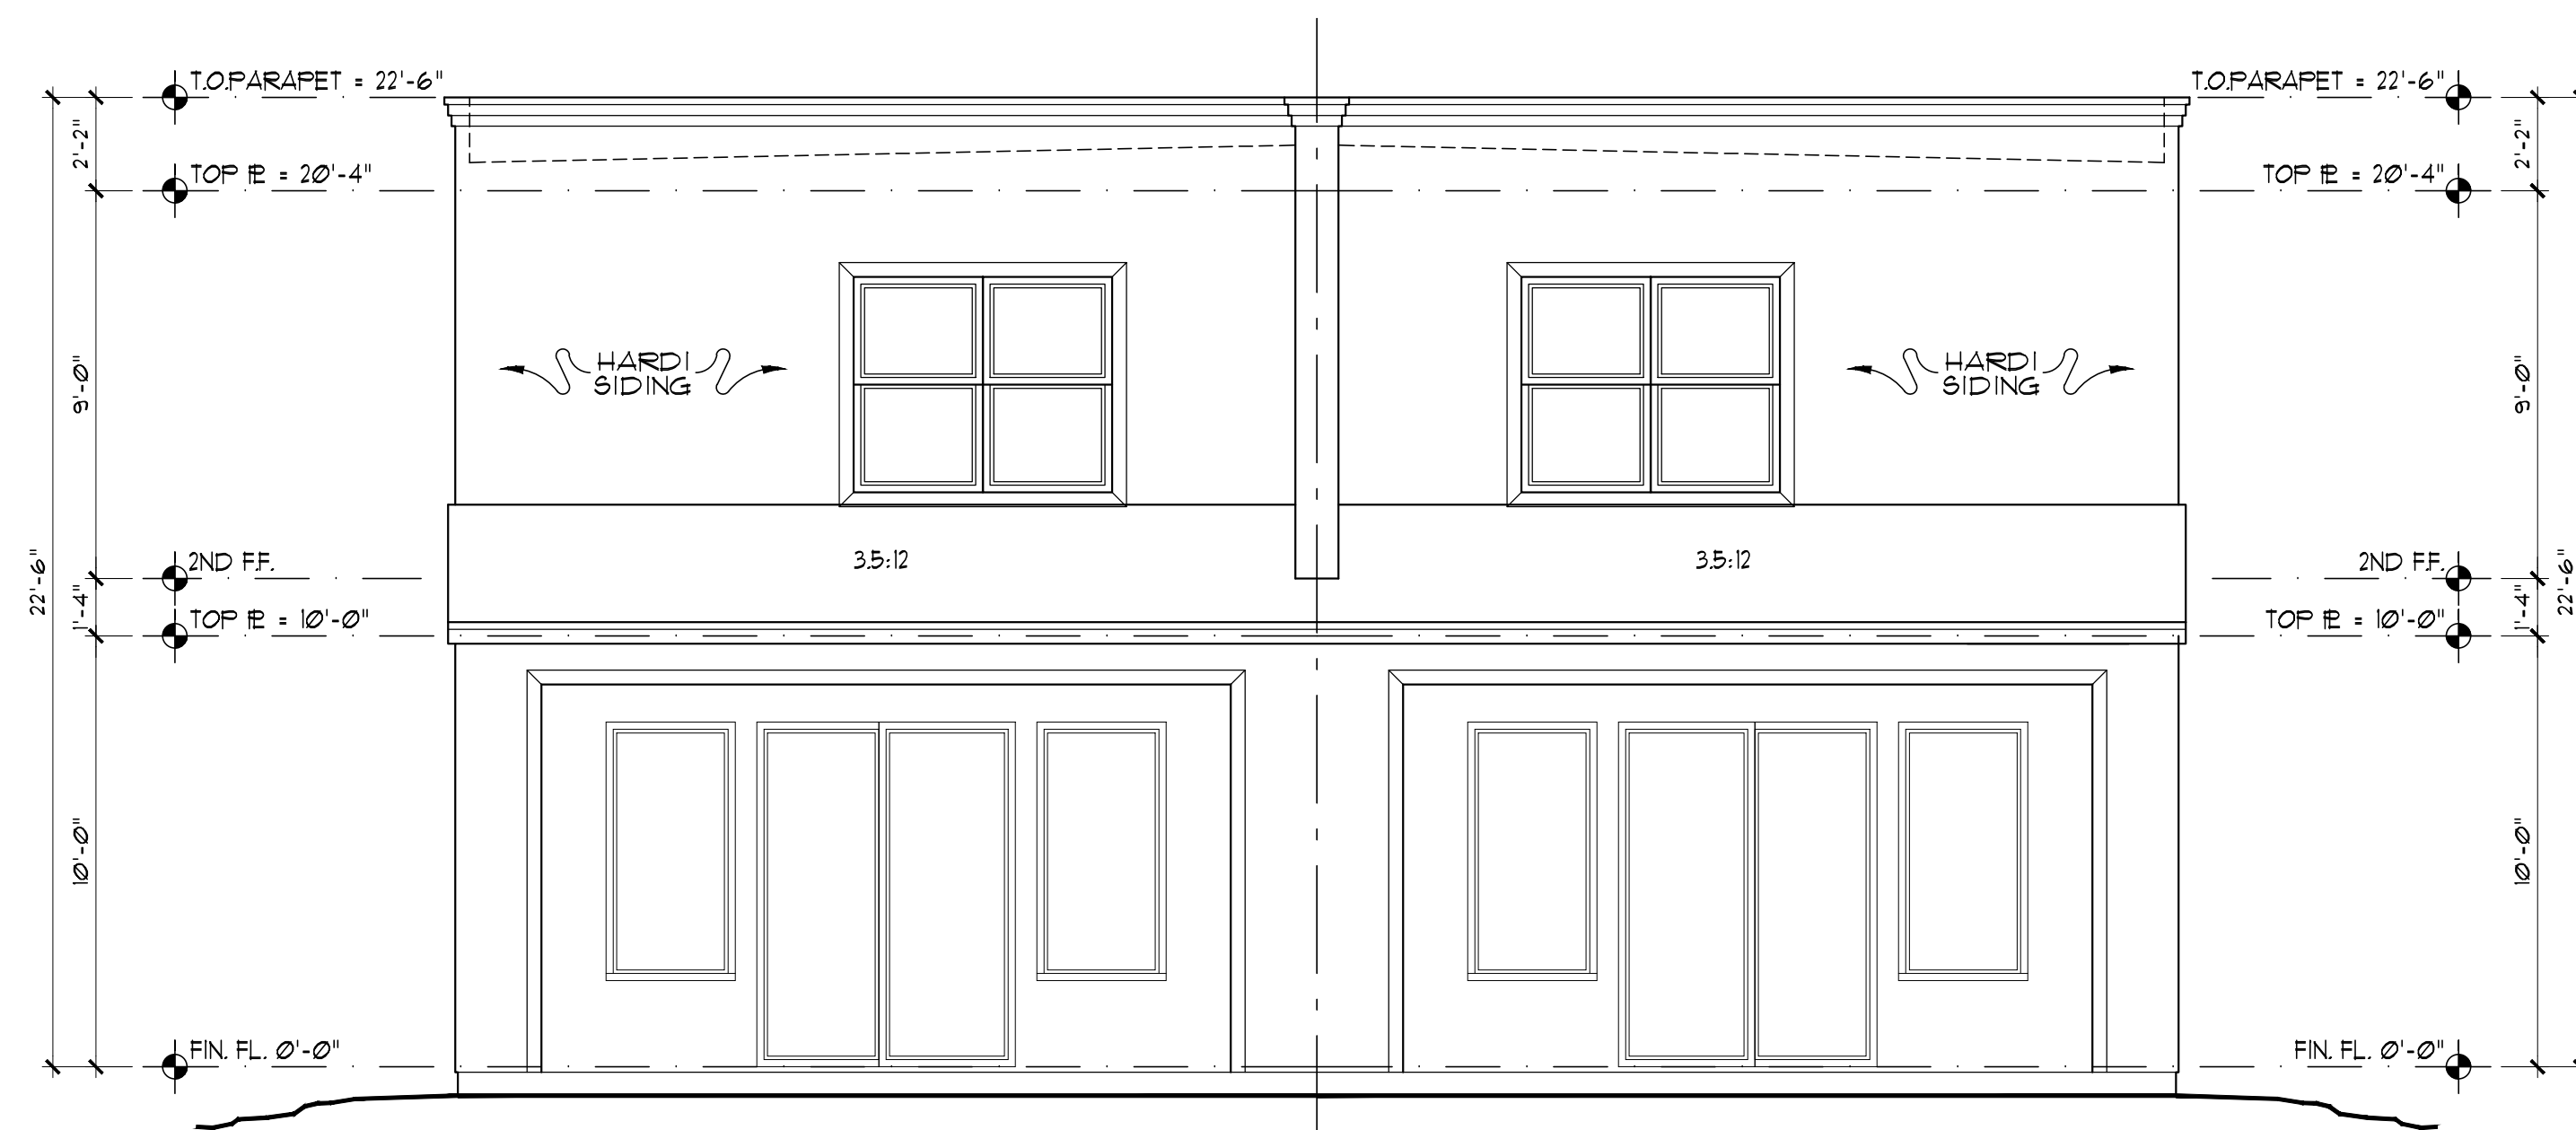 T.O.PARAPET = 22'-6"
T.O.PARAPET = 22'-6"
2'-2"
2'-2"
TOP PL = 20'-4"
TOP PL = 20'-4"
HARDI
SIDING
HARDI
SIDING
9'-0"
9'-0"
22'-6"
22'-6"
2ND F.F.
3.5:12
3.5:12
2ND F.F.
1'-4"
1'-4"
TOP PL = 10'-0"
TOP PL = 10'-0"
10'-0"
10'-0"
FIN. FL. 0'-0"
FIN. FL. 0'-0"